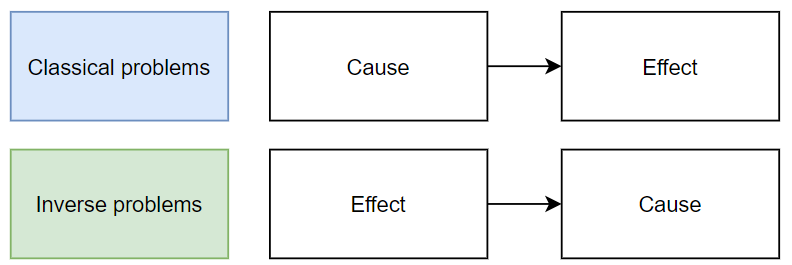 Classical problems
Cause
Effect
Inverse problems
Effect
Cause